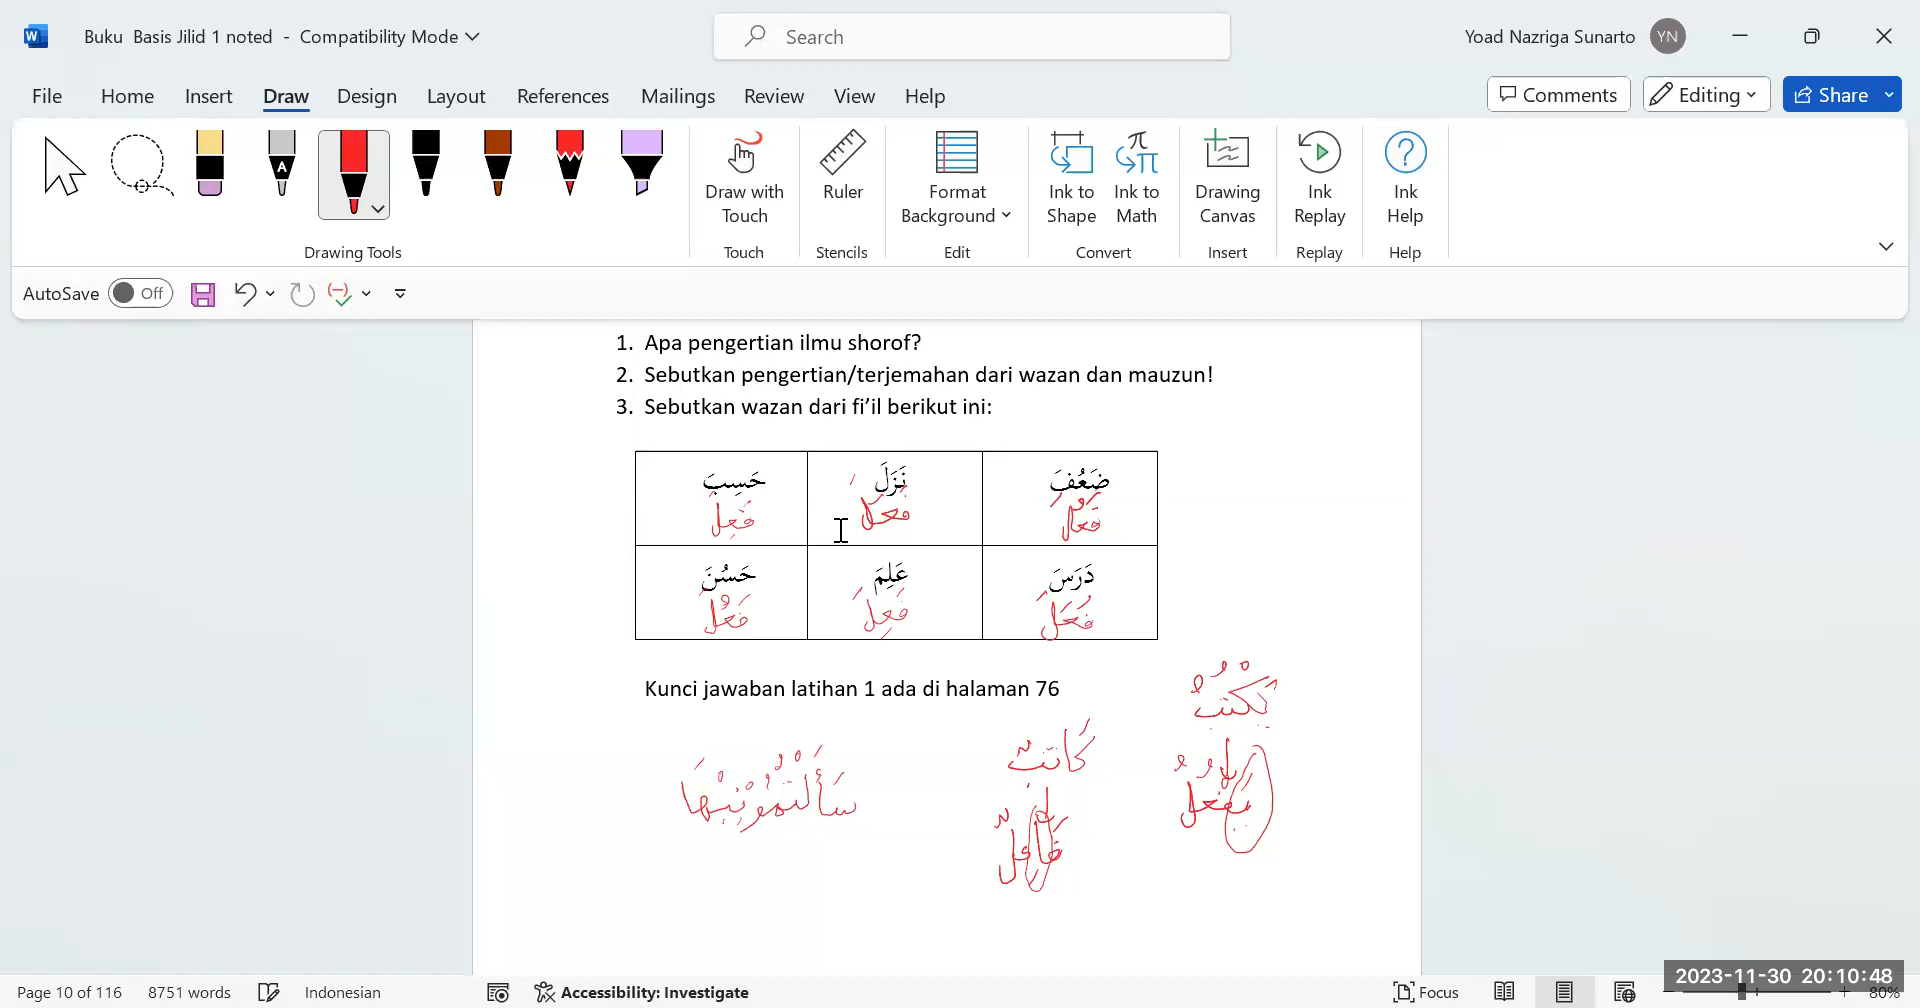 Buku Basis Jilid 1 noted - Compatibility Mode
Search
Yoad Nazriga Sunarto YN
File Home Insert Draw Design Layout References Mailings Review View Help
Comments Editing Share
A
Draw with Touch
Ruler
Format Background
Ink to Shape
Ink to Math
Drawing Canvas
Ink Replay
Ink Help
Drawing Tools Touch Stencils Edit Convert Insert Replay Help
AutoSave Off
1. Apa pengertian ilmu shorof?
2. Sebutkan pengertian/terjemahan dari wazan dan mauzun!
3. Sebutkan wazan dari fi’il berikut ini:
ضَعُفَ نَزَلَ حَسِبَ
فَعُلَ فَعَلَ فَعِلَ
دَرَسَ عَلِمَ حَسُنَ
فَعَلَ فَعِلَ فَعُلَ
Kunci jawaban latihan 1 ada di halaman 76
يَكْتُبُ
كَاتِبٌ
سَأَلْتُمُوْنِيْهَا
يَفْعُلُ
فَاعِلٌ
Page 10 of 116 8751 words Indonesian Accessibility: Investigate Focus 80%
2023-11-30 20:10:48